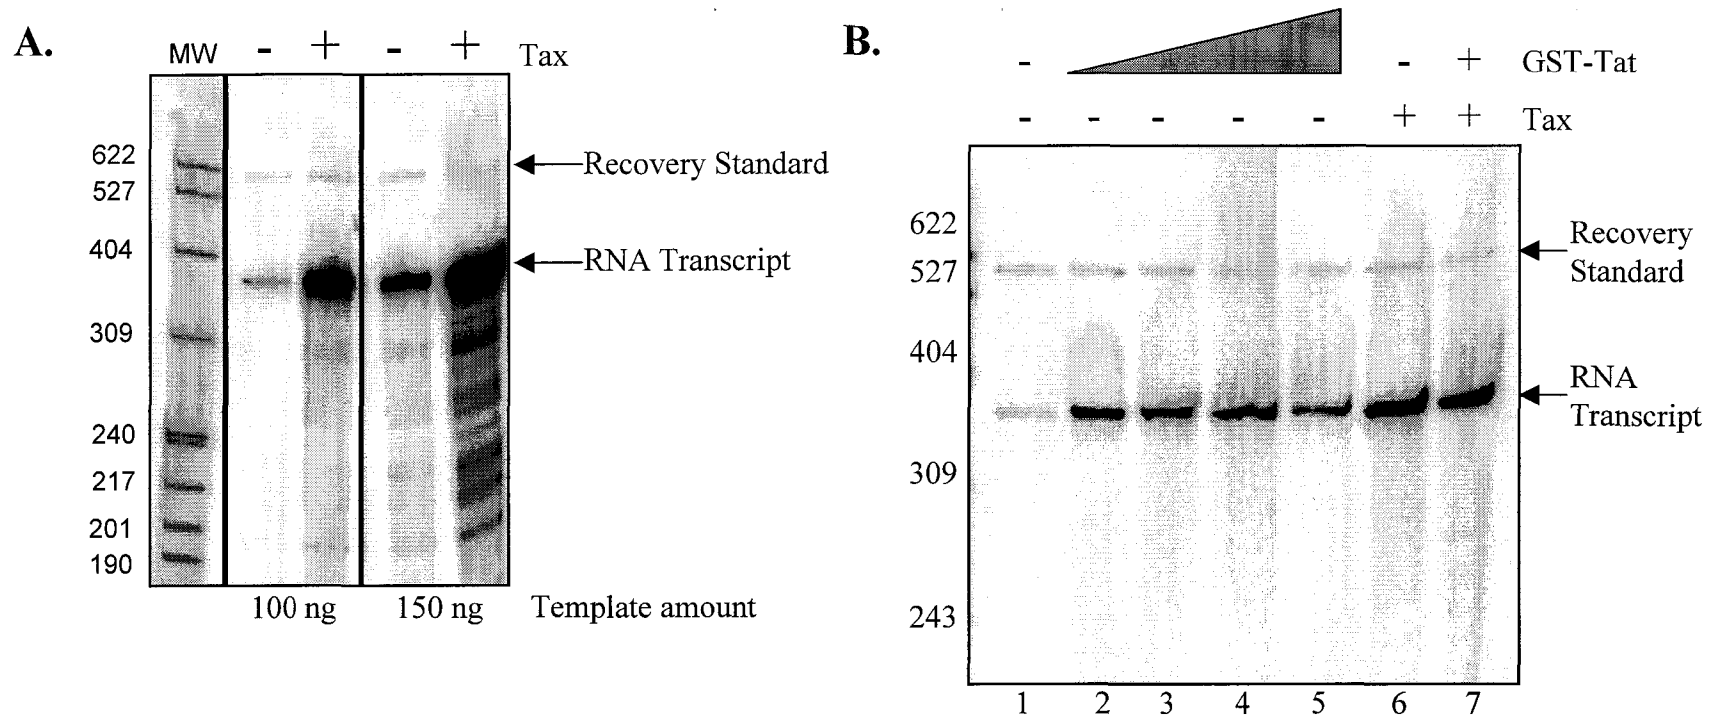 A.
MW - + - + Tax
622
527
404
309
240
217
201
190
Recovery Standard
RNA Transcript
100 ng 150 ng Template amount
B.
- - + GST-Tat
- - - - - + + Tax
622
527
404
309
243
Recovery
Standard
RNA
Transcript
1 2 3 4 5 6 7